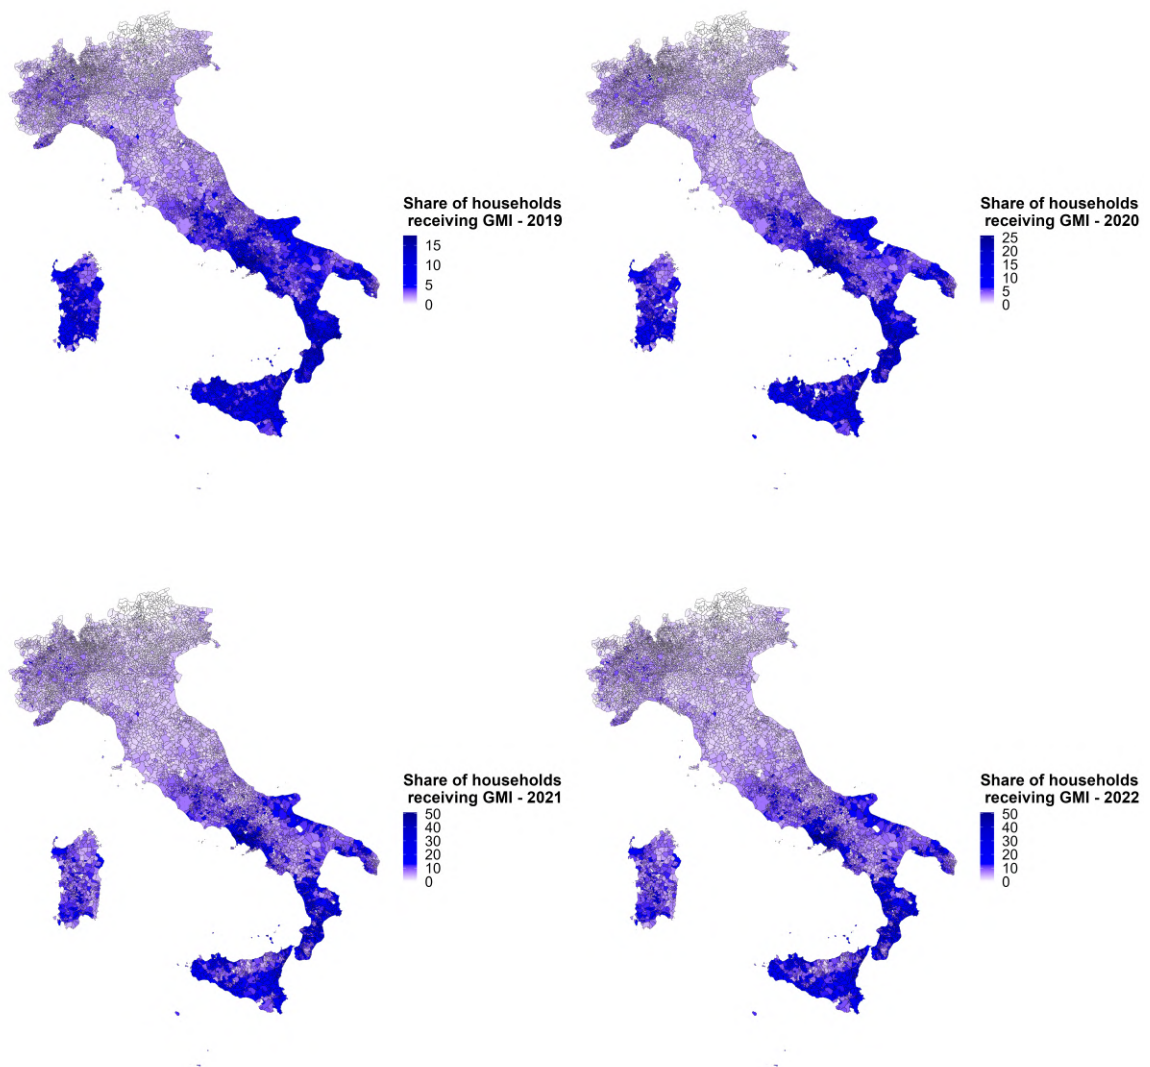 Share of households
receiving GMI - 2019
15
10
5
0
Share of households
receiving GMI - 2020
25
20
15
10
5
0
Share of households
receiving GMI - 2021
50
40
30
20
10
0
Share of households
receiving GMI - 2022
50
40
30
20
10
0